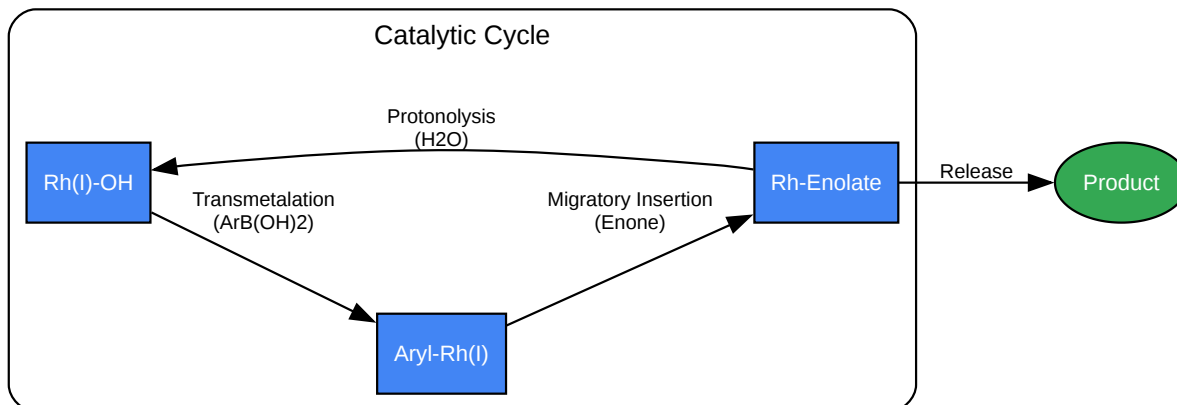 Catalytic Cycle
Protonolysis
(H2O)
Rh(I)-OH
Transmetalation
(ArB(OH)2)
Migratory Insertion
(Enone)
Rh-Enolate
Release
Product
Aryl-Rh(I)